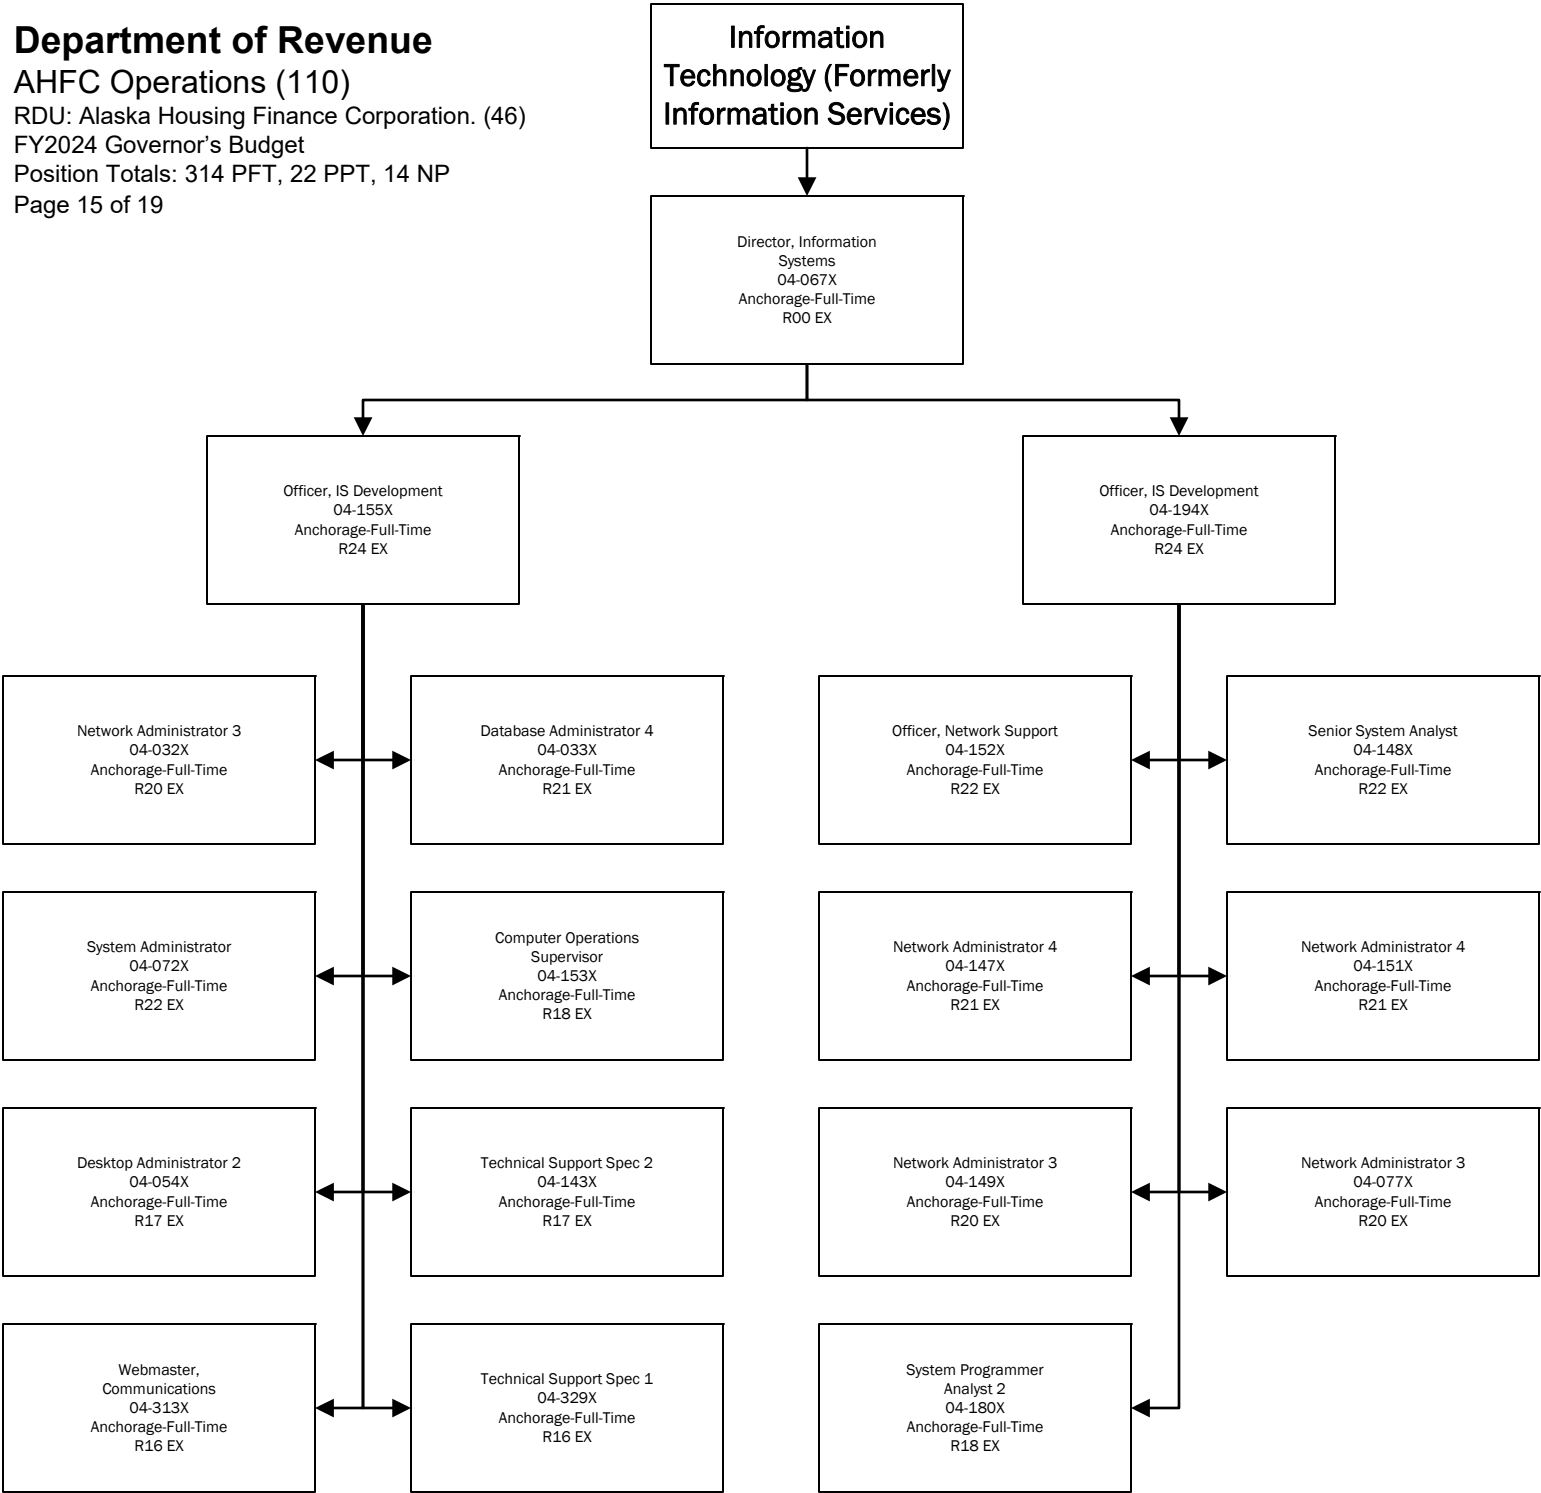 Department of Revenue
AHFC Operations (110)
RDU: Alaska Housing Finance Corporation. (46)
FY2024 Governor’s Budget
Position Totals: 314 PFT, 22 PPT, 14 NP
Page 15 of 19
Information
Technology (Formerly
Information Services)
Director, Information
Systems
04-067X
Anchorage-Full-Time
R00 EX
Officer, IS Development
04-155X
Anchorage-Full-Time
R24 EX
Officer, IS Development
04-194X
Anchorage-Full-Time
R24 EX
Network Administrator 3
04-032X
Anchorage-Full-Time
R20 EX
Database Administrator 4
04-033X
Anchorage-Full-Time
R21 EX
Officer, Network Support
04-152X
Anchorage-Full-Time
R22 EX
Senior System Analyst
04-148X
Anchorage-Full-Time
R22 EX
System Administrator
04-072X
Anchorage-Full-Time
R22 EX
Computer Operations
Supervisor
04-153X
Anchorage-Full-Time
R18 EX
Network Administrator 4
04-147X
Anchorage-Full-Time
R21 EX
Network Administrator 4
04-151X
Anchorage-Full-Time
R21 EX
Desktop Administrator 2
04-054X
Anchorage-Full-Time
R17 EX
Technical Support Spec 2
04-143X
Anchorage-Full-Time
R17 EX
Network Administrator 3
04-149X
Anchorage-Full-Time
R20 EX
Network Administrator 3
04-077X
Anchorage-Full-Time
R20 EX
Webmaster,
Communications
04-313X
Anchorage-Full-Time
R16 EX
Technical Support Spec 1
04-329X
Anchorage-Full-Time
R16 EX
System Programmer
Analyst 2
04-180X
Anchorage-Full-Time
R18 EX